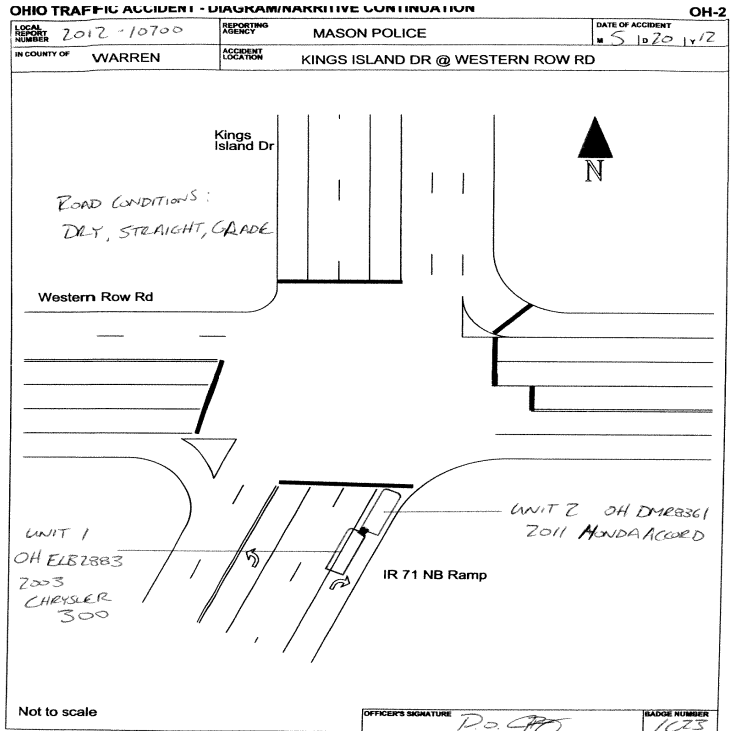 OHIO TRAFFIC ACCIDENT - DIAGRAM/NARRITIVE CONTINUATION
OH-2
LOCAL REPORT NUMBER 2012-10700
REPORTING AGENCY MASON POLICE
DATE OF ACCIDENT
M 5 D 20 Y 12
IN COUNTY OF WARREN
ACCIDENT LOCATION KINGS ISLAND DR @ WESTERN ROW RD
Kings
Island Dr
N
ROAD CONDITIONS:
DRY, STRAIGHT, GRADE
Western Row Rd
UNIT 2 OH DMR8361
2011 HONDA ACCORD
UNIT 1
OH ELB2883
2003
CHRYSLER
300
IR 71 NB Ramp
Not to scale
OFFICER'S SIGNATURE P.O.
BADGE NUMBER